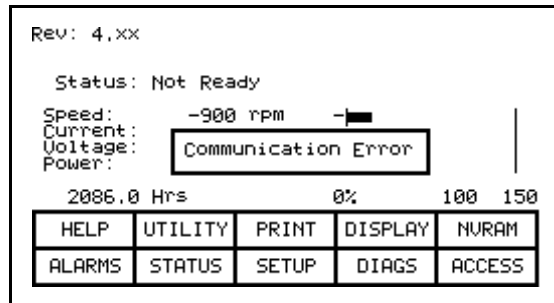 Rev: 4.xx
Status: Not Ready
Speed: -900 rpm -
Current:
Voltage:
Power:
Communication Error
2086.0 Hrs 0% 100 150
HELP UTILITY PRINT DISPLAY NVRAM
ALARMS STATUS SETUP DIAGS ACCESS